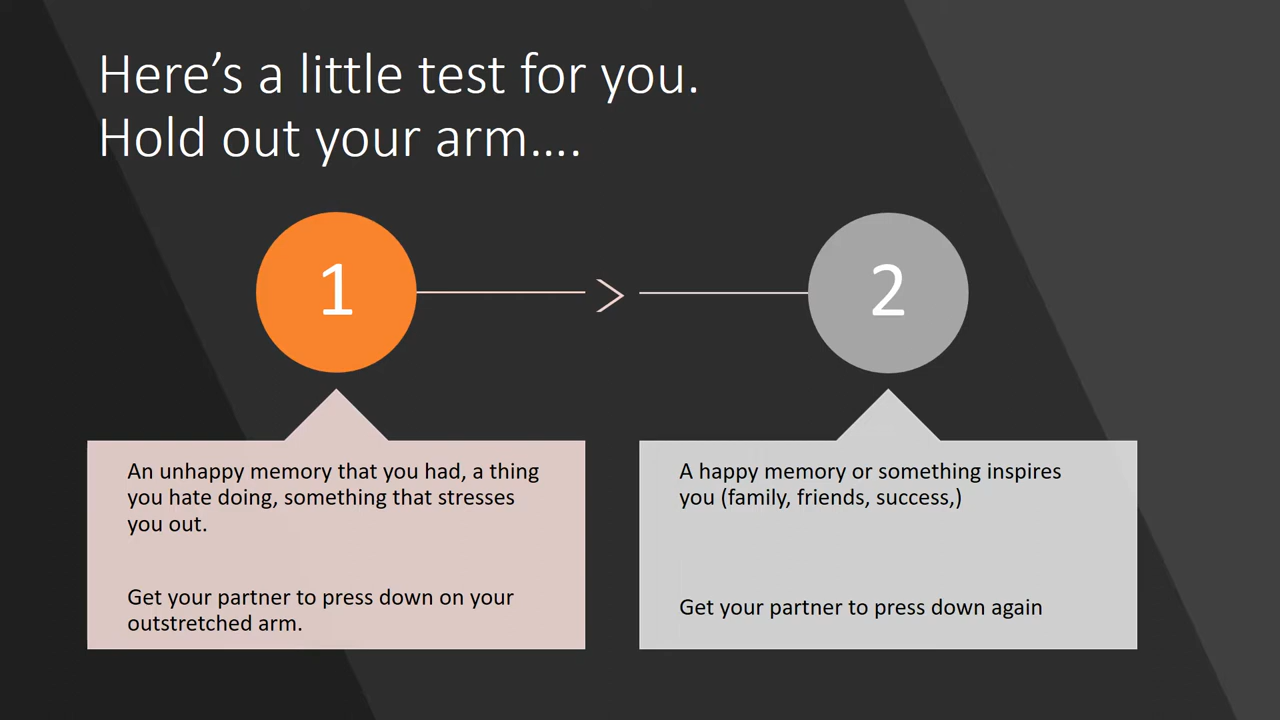 Here’s a little test for you.
Hold out your arm….
1
2
An unhappy memory that you had, a thing
you hate doing, something that stresses
you out.
Get your partner to press down on your
outstretched arm.
A happy memory or something inspires
you (family, friends, success,)
Get your partner to press down again